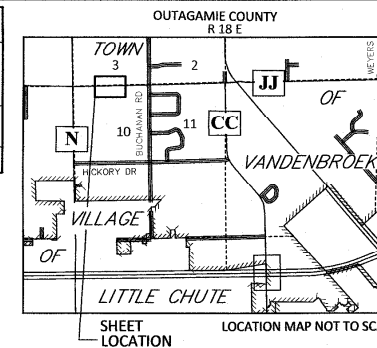 OUTAGAMIE COUNTY
R 18 E
TOWN
3
2
WEYERS
JJ
OF
N
10
BUCHANAN RD
11
CC
VANDENBROEK
HICKORY DR
VILLAGE
OF
LITTLE CHUTE
SHEET
LOCATION
LOCATION MAP NOT TO SC